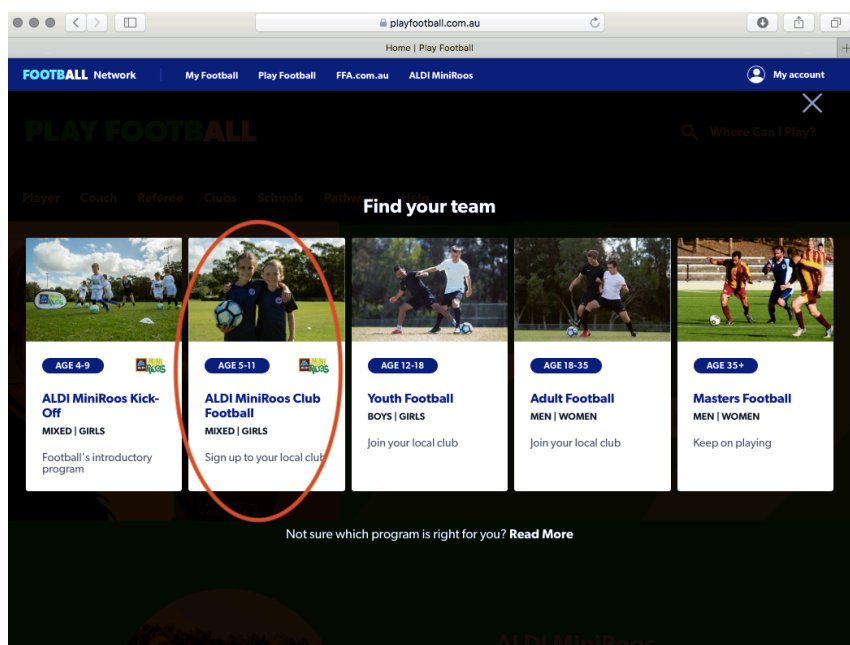 playfootball.com.au
Home | Play Football
FOOTBALL Network
My Football
Play Football
FFA.com.au
ALDI MiniRoos
My account
PLAY FOOTBALL
Where Can I Play?
Player
Coach
Referee
Clubs
Schools
Find your team
AGE 4-9
ALDI MiniRoos Kick-
Off
MIXED | GIRLS
Football's introductory
program
AGE 5-11
ALDI MiniRoos Club
Football
MIXED | GIRLS
Sign up to your local club
AGE 12-18
Youth Football
BOYS | GIRLS
Join your local club
AGE 18-35
Adult Football
MEN | WOMEN
Join your local club
AGE 35+
Masters Football
MEN | WOMEN
Keep on playing
Not sure which program is right for you? Read More
ALDI MiniRoos